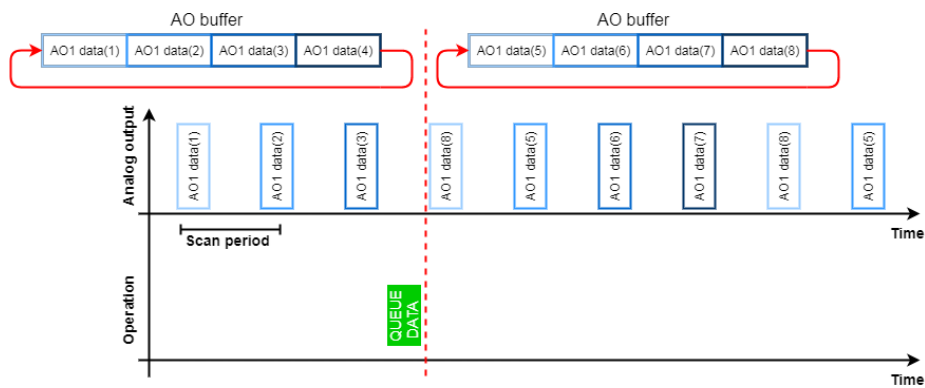 AO buffer
AO buffer
AO1 data(1)
AO1 data(2)
AO1 data(3)
AO1 data(4)
AO1 data(5)
AO1 data(6)
AO1 data(7)
AO1 data(8)
Analog output
AO1 data(1)
AO1 data(2)
AO1 data(3)
AO1 data(8)
AO1 data(5)
AO1 data(6)
AO1 data(7)
AO1 data(8)
AO1 data(5)
Time
Scan period
Operation
QUEUE
DATA
Time